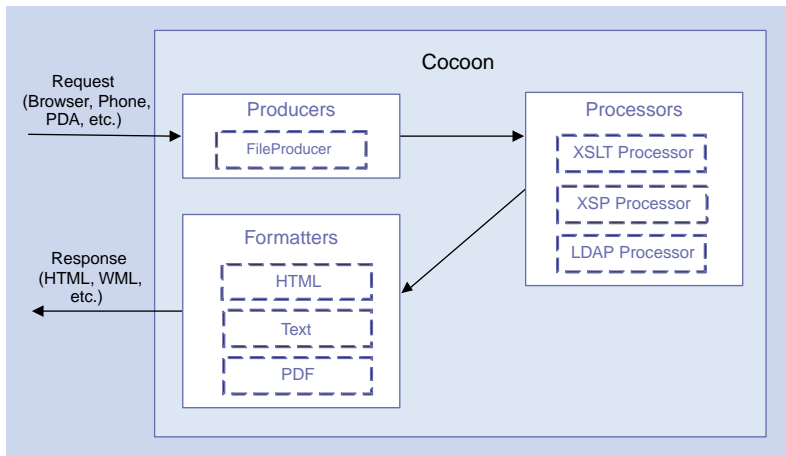 Cocoon
Request
(Browser, Phone,
PDA, etc.)
Producers
FileProducer
Processors
XSLT Processor
XSP Processor
LDAP Processor
Formatters
HTML
Text
PDF
Response
(HTML, WML,
etc.)